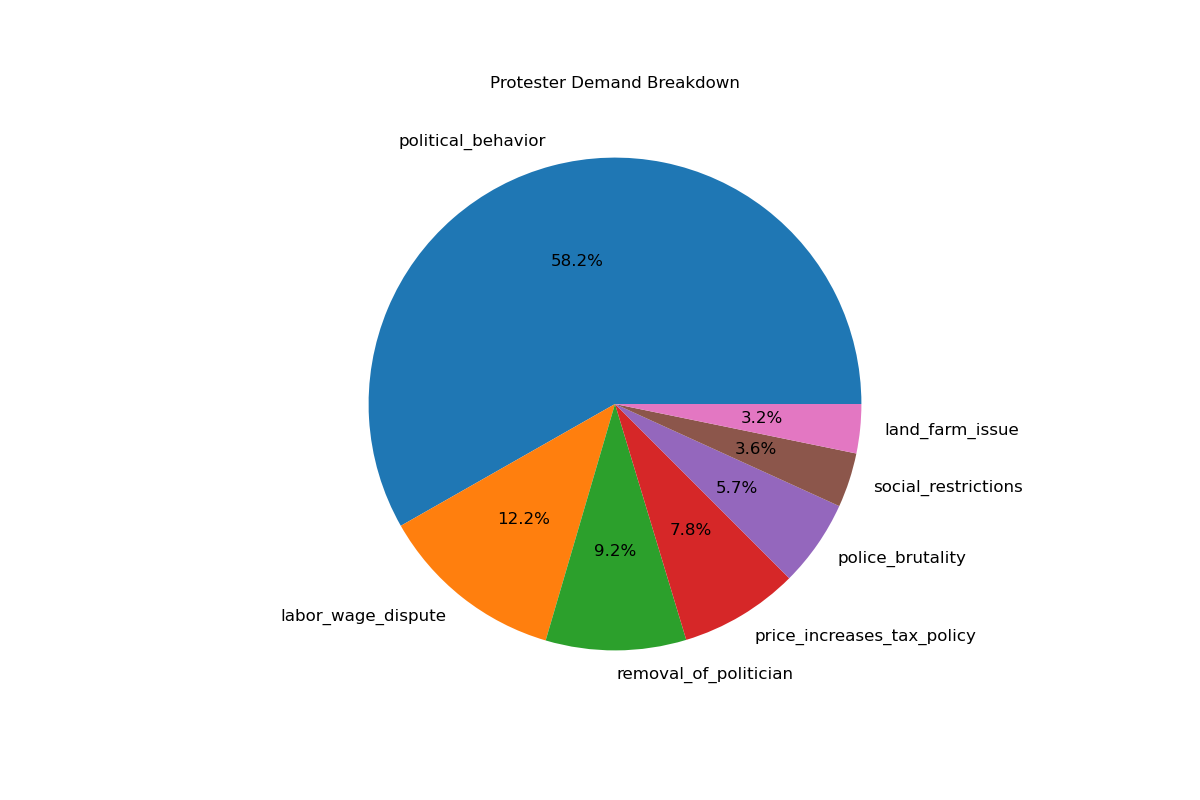 Protester Demand Breakdown
political_behavior
58.2%
3.2%
land_farm_issue
3.6%
social_restrictions
5.7%
12.2%
7.8%
9.2%
police_brutality
labor_wage_dispute
price_increases_tax_policy
removal_of_politician